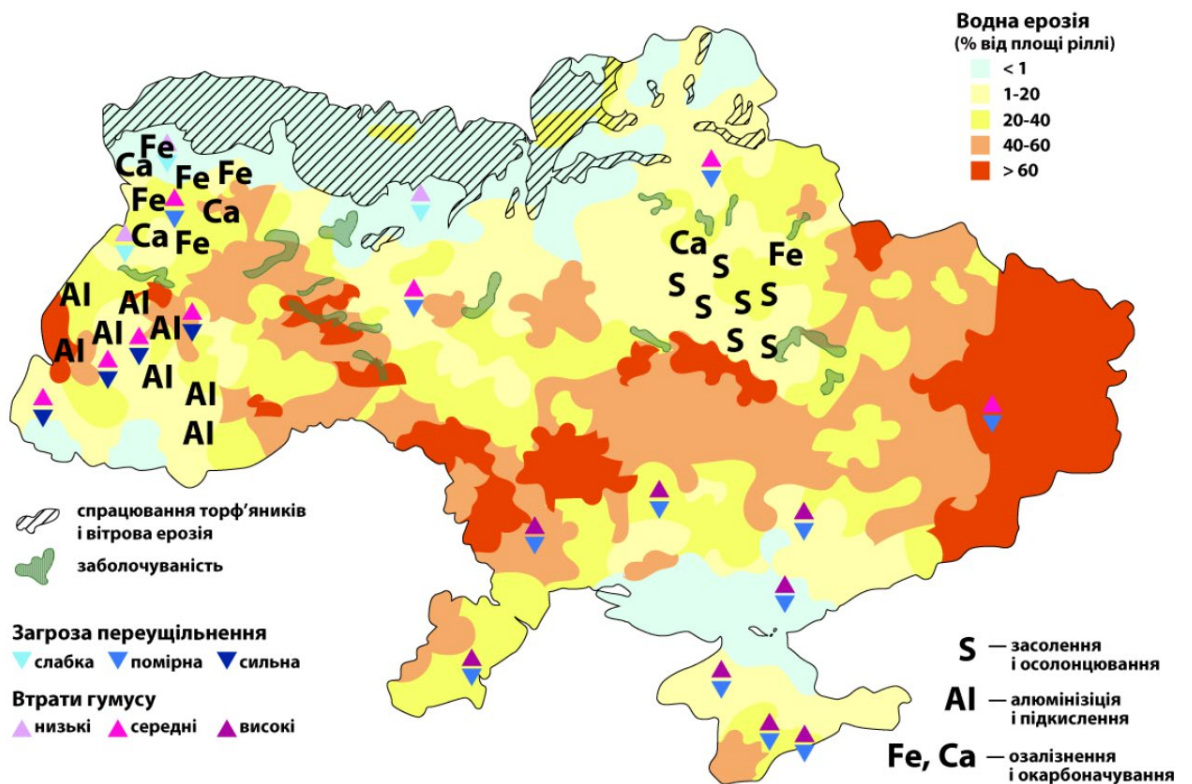 Водна ерозія
(% від площі ріллі)
< 1
1-20
20-40
40-60
> 60
Fe
Ca
Fe
Fe
Fe
Ca
Ca
Fe
Ca
Fe
S
S
S
S
S
S
S
Al
Al
Al
Al
Al
Al
Al
Al
спрацювання торф'яників
і вітрова ерозія
заболочуваність
Загроза переущільнення
слабка помірна сильна
Втрати гумусу
низькі середні високі
S — засолення
і осолонцювання
Al — алюмінізіція
і підкислення
Fe, Ca — озалізнення
і окарбоначування